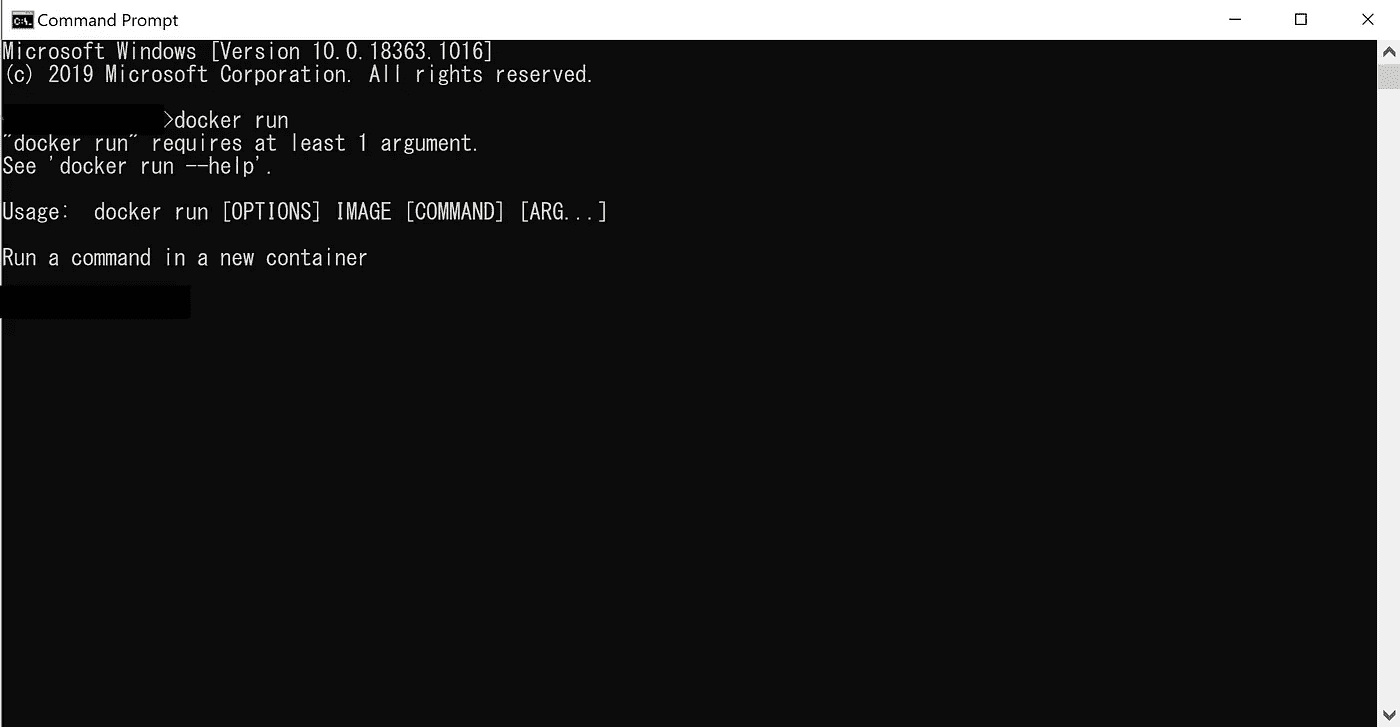 Command Prompt
Microsoft Windows [Version 10.0.18363.1016]
(c) 2019 Microsoft Corporation. All rights reserved.
>docker run
"docker run" requires at least 1 argument.
See 'docker run --help'.
Usage:  docker run [OPTIONS] IMAGE [COMMAND] [ARG...]
Run a command in a new container